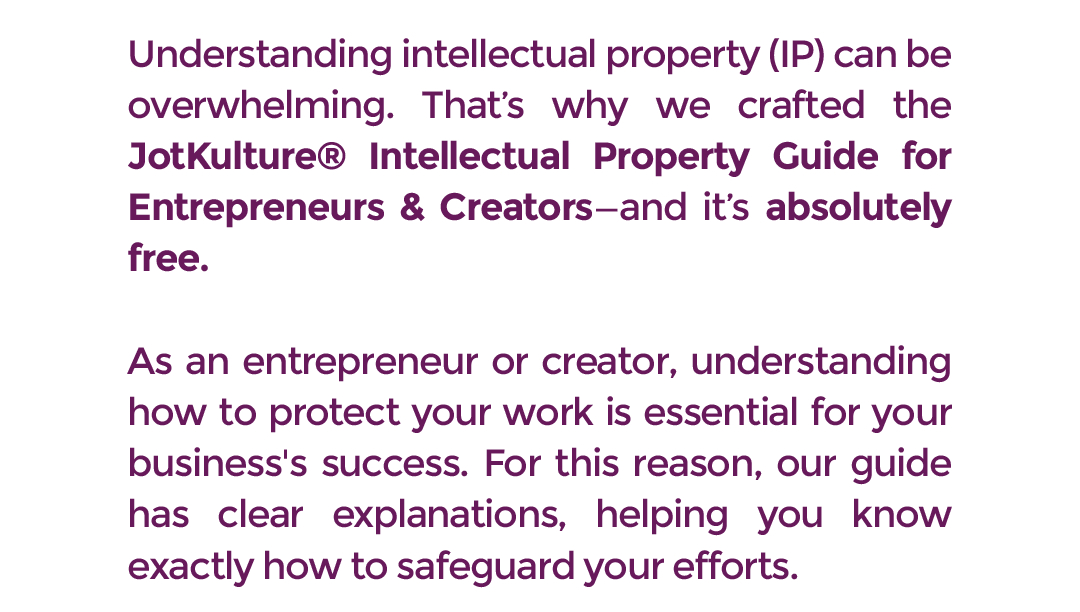 Understanding intellectual property (IP) can be
overwhelming. That’s why we crafted the
JotKulture® Intellectual Property Guide for
Entrepreneurs & Creators—and it’s absolutely
free.
As an entrepreneur or creator, understanding
how to protect your work is essential for your
business's success. For this reason, our guide
has clear explanations, helping you know
exactly how to safeguard your efforts.